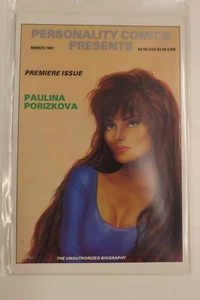 PERSONALITY COMICS
PRESENTS
MARCH 1991
PREMIERE ISSUE
PAULINA
PORIZKOVA
THE UNAUTHORIZED BIOGRAPHY